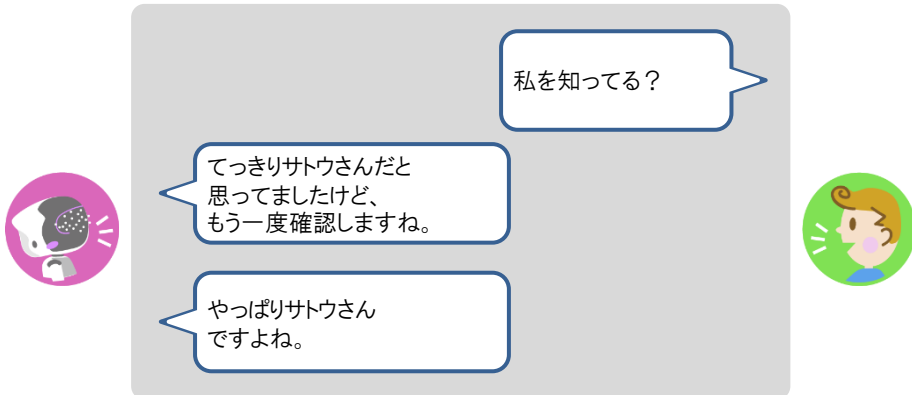 私を知ってる？
てっきりサトウさんだと
思ってましたけど、
もう一度確認しますね。
やっぱりサトウさん
ですよね。